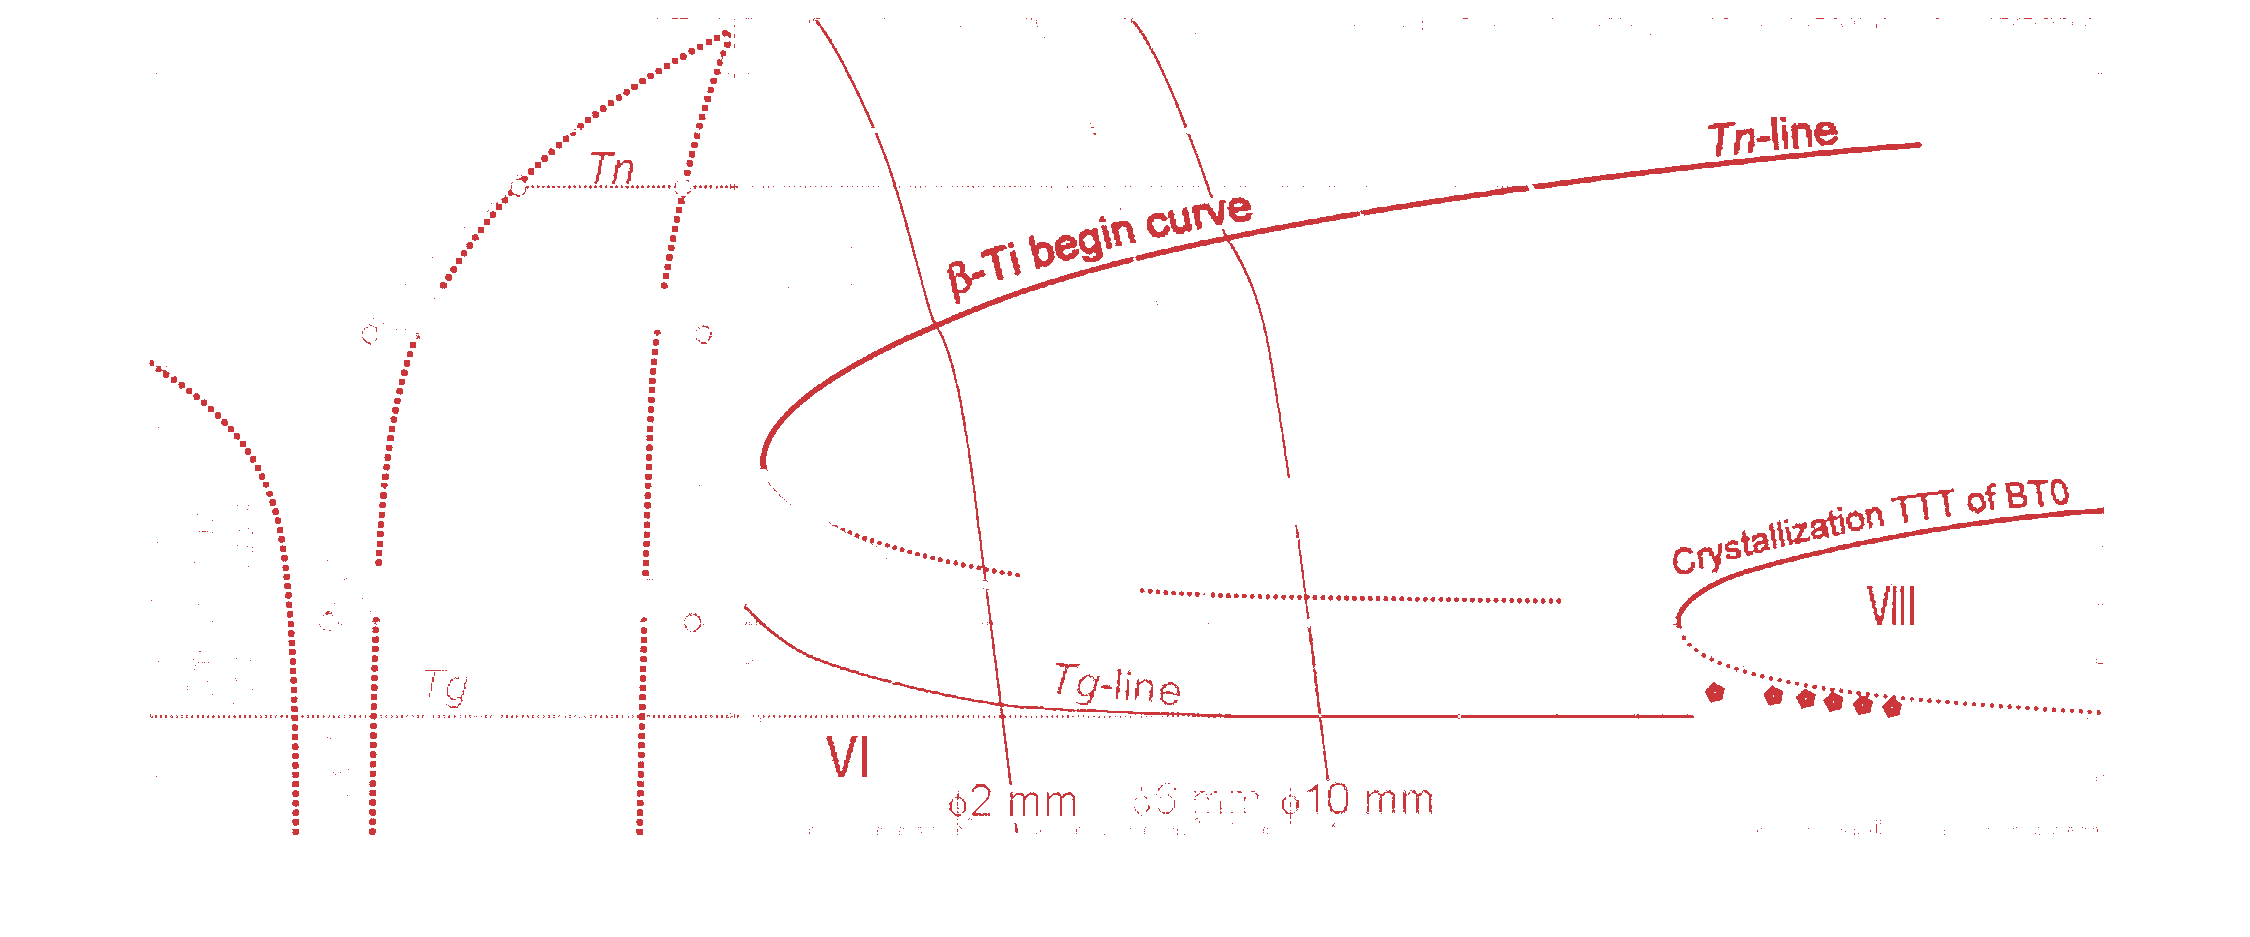 Tn-line
Tn
β-Ti begin curve
Crystallization TTT of BT0
VIII
Tg
Tg-line
VI
ϕ2 mm
mm
ϕ10 mm